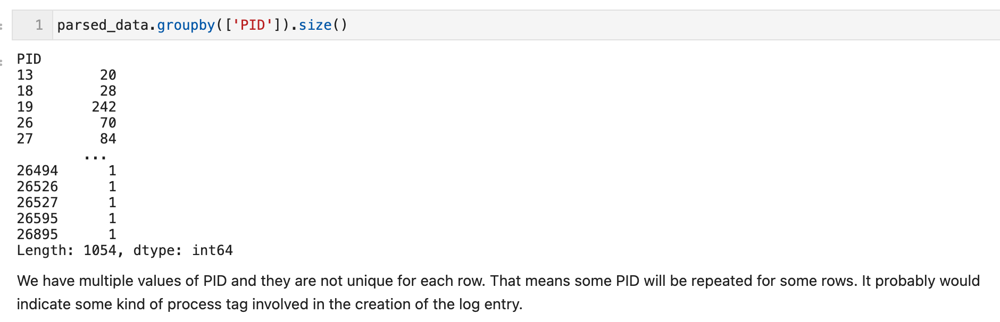 1 parsed_data.groupby(['PID']).size()
PID
13 20
18 28
19 242
26 70
27 84
...
26494 1
26526 1
26527 1
26595 1
26895 1
Length: 1054, dtype: int64
We have multiple values of PID and they are not unique for each row. That means some PID will be repeated for some rows. It probably would
indicate some kind of process tag involved in the creation of the log entry.